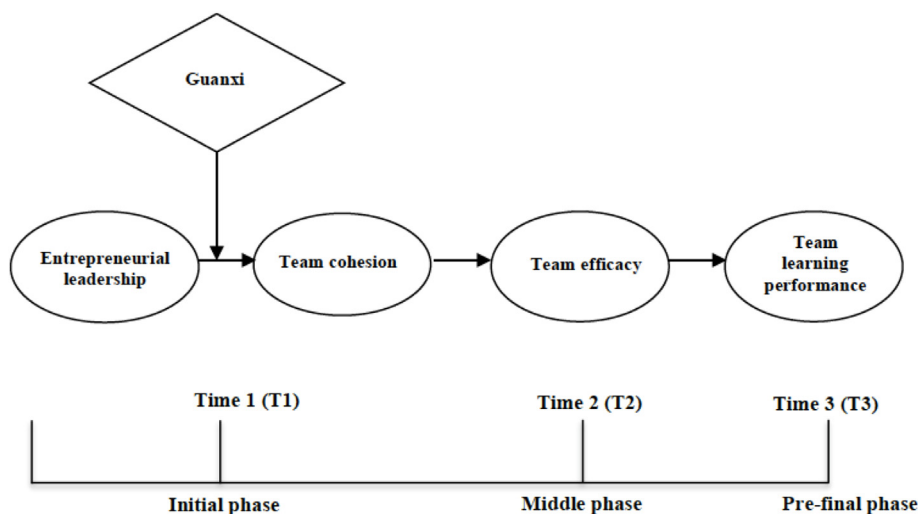 Guanxi
Entrepreneurial
leadership
Team cohesion
Team efficacy
Team
learning
performance
Time 1 (T1)
Time 2 (T2)
Time 3 (T3)
Initial phase
Middle phase
Pre-final phase